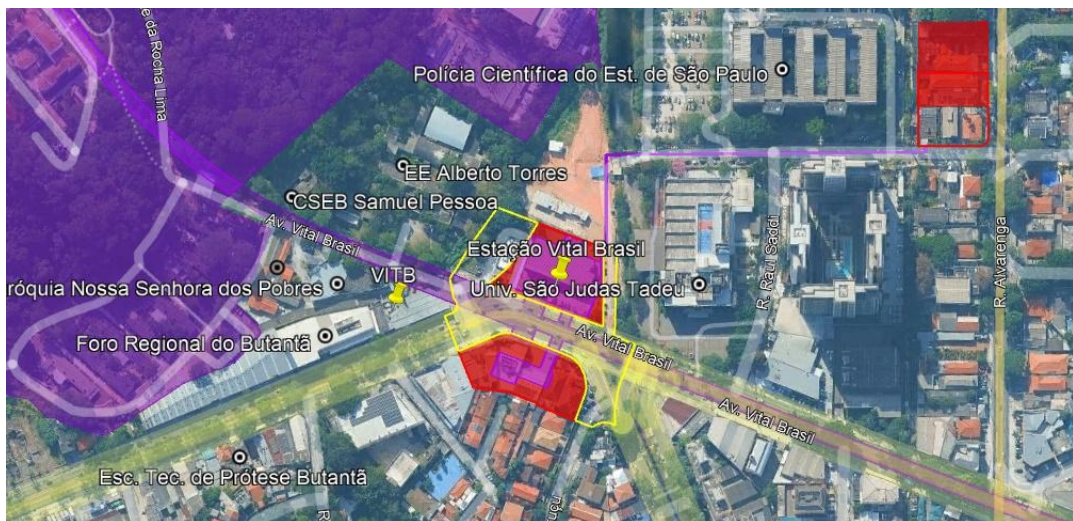 e da Rocha Lima
Polícia Científica do Est. de São Paulo
EE Alberto Torres
CSEB Samuel Pessoa
Av. Vital Brasil
Estação Vital Brasil
VITB
róquia Nossa Senhora dos Pobres
Univ. São Judas Tadeu
R. Raul Saddi
R. Alvarenga
Foro Regional do Butantã
Av. Vital Brasil
Av. Vital Brasil
Esc. Tec. de Prótese Butantã
R